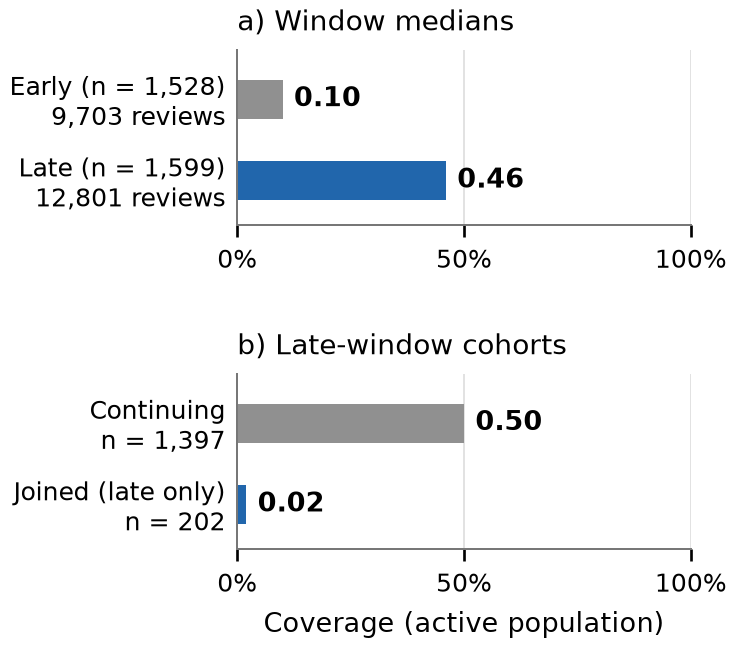 a) Window medians
Early (n = 1,528)
9,703 reviews
0.10
Late (n = 1,599)
12,801 reviews
0.46
0%
50%
100%
b) Late-window cohorts
Continuing
n = 1,397
0.50
Joined (late only)
n = 202
0.02
0%
50%
100%
Coverage (active population)